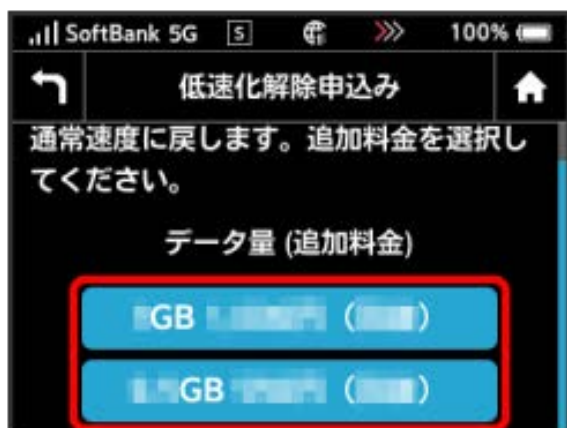 SoftBank 5G S 100%
低速化解除申込み
通常速度に戻します。追加料金を選択し
てください。
データ量 (追加料金)
GB ( )
GB ( )